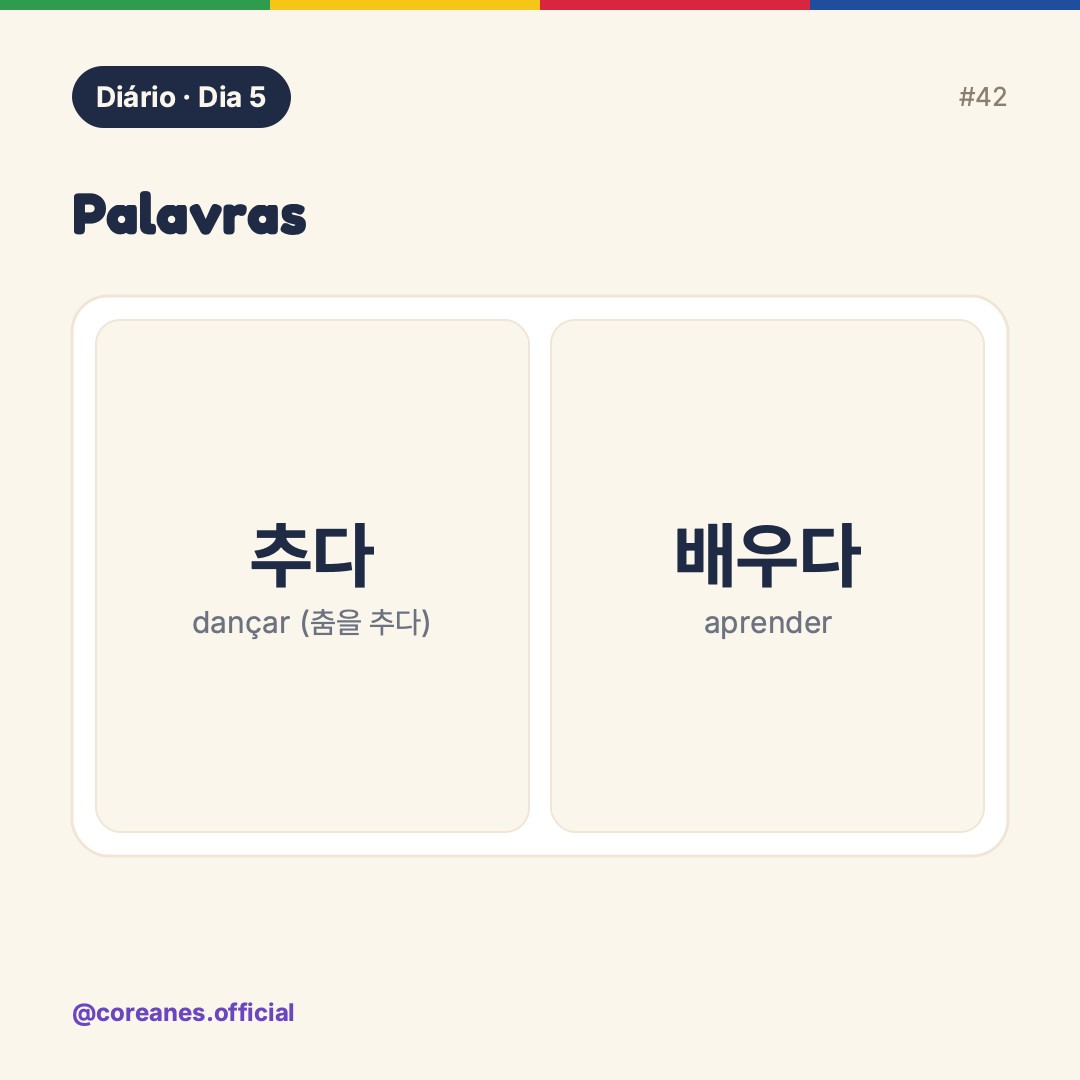 Diário · Dia 5
#42
Palavras
추다
dançar (춤을 추다)
배우다
aprender
@coreanes.official